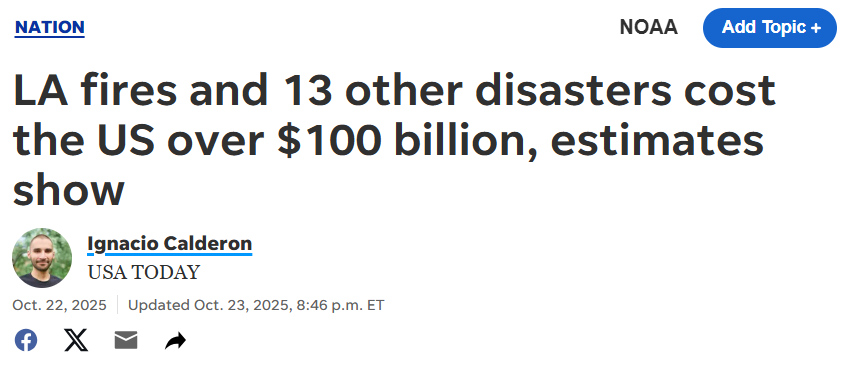 NATION
NOAA
Add Topic +
LA fires and 13 other disasters cost
the US over $100 billion, estimates
show
Ignacio Calderon
USA TODAY
Oct. 22, 2025 Updated Oct. 23, 2025, 8:46 p.m. ET